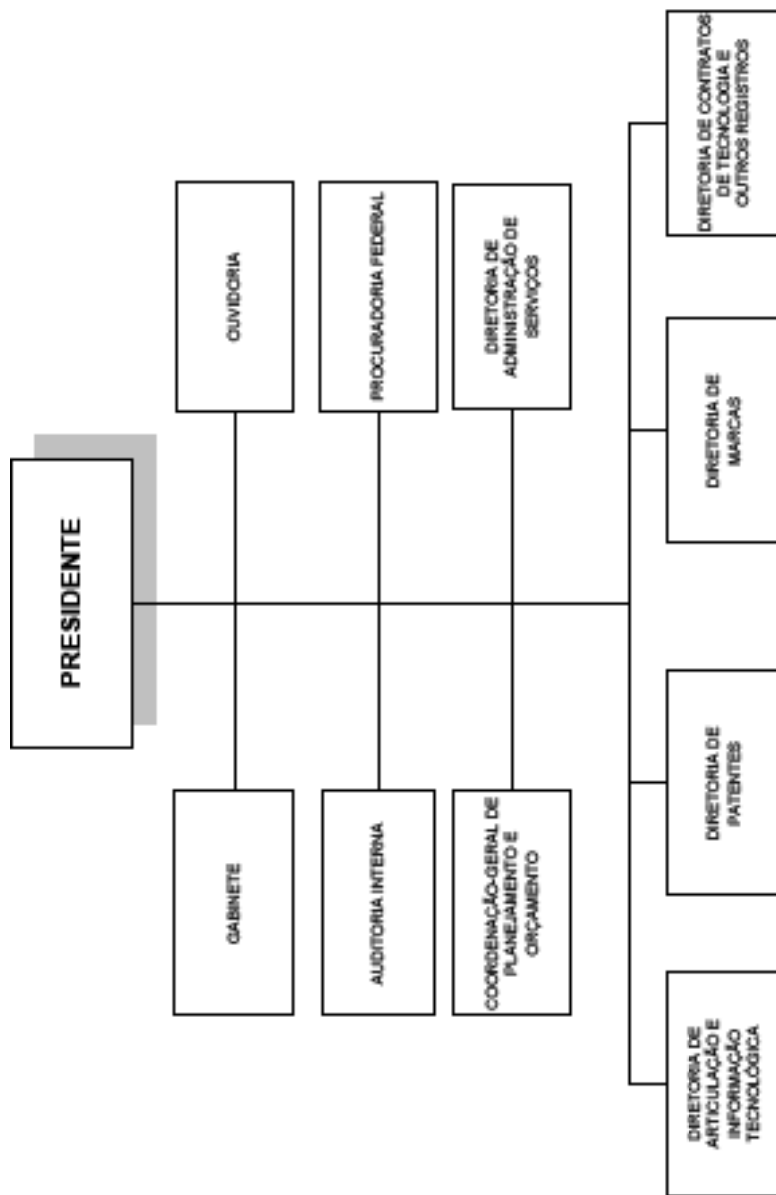 PRESIDENTE
GABINETE
OUVIDORIA
AUDITORIA INTERNA
PROCURADORIA FEDERAL
COORDENAÇÃO-GERAL DE
PLANEJAMENTO E
ORÇAMENTO
DIRETORIA DE
ADMINISTRAÇÃO DE
SERVIÇOS
DIRETORIA DE
ARTICULAÇÃO E
INFORMAÇÃO
TECNOLÓGICA
DIRETORIA DE
PATENTES
DIRETORIA DE
MARCAS
DIRETORIA DE CONTRATOS
DE TECNOLOGIA E
OUTROS REGISTROS